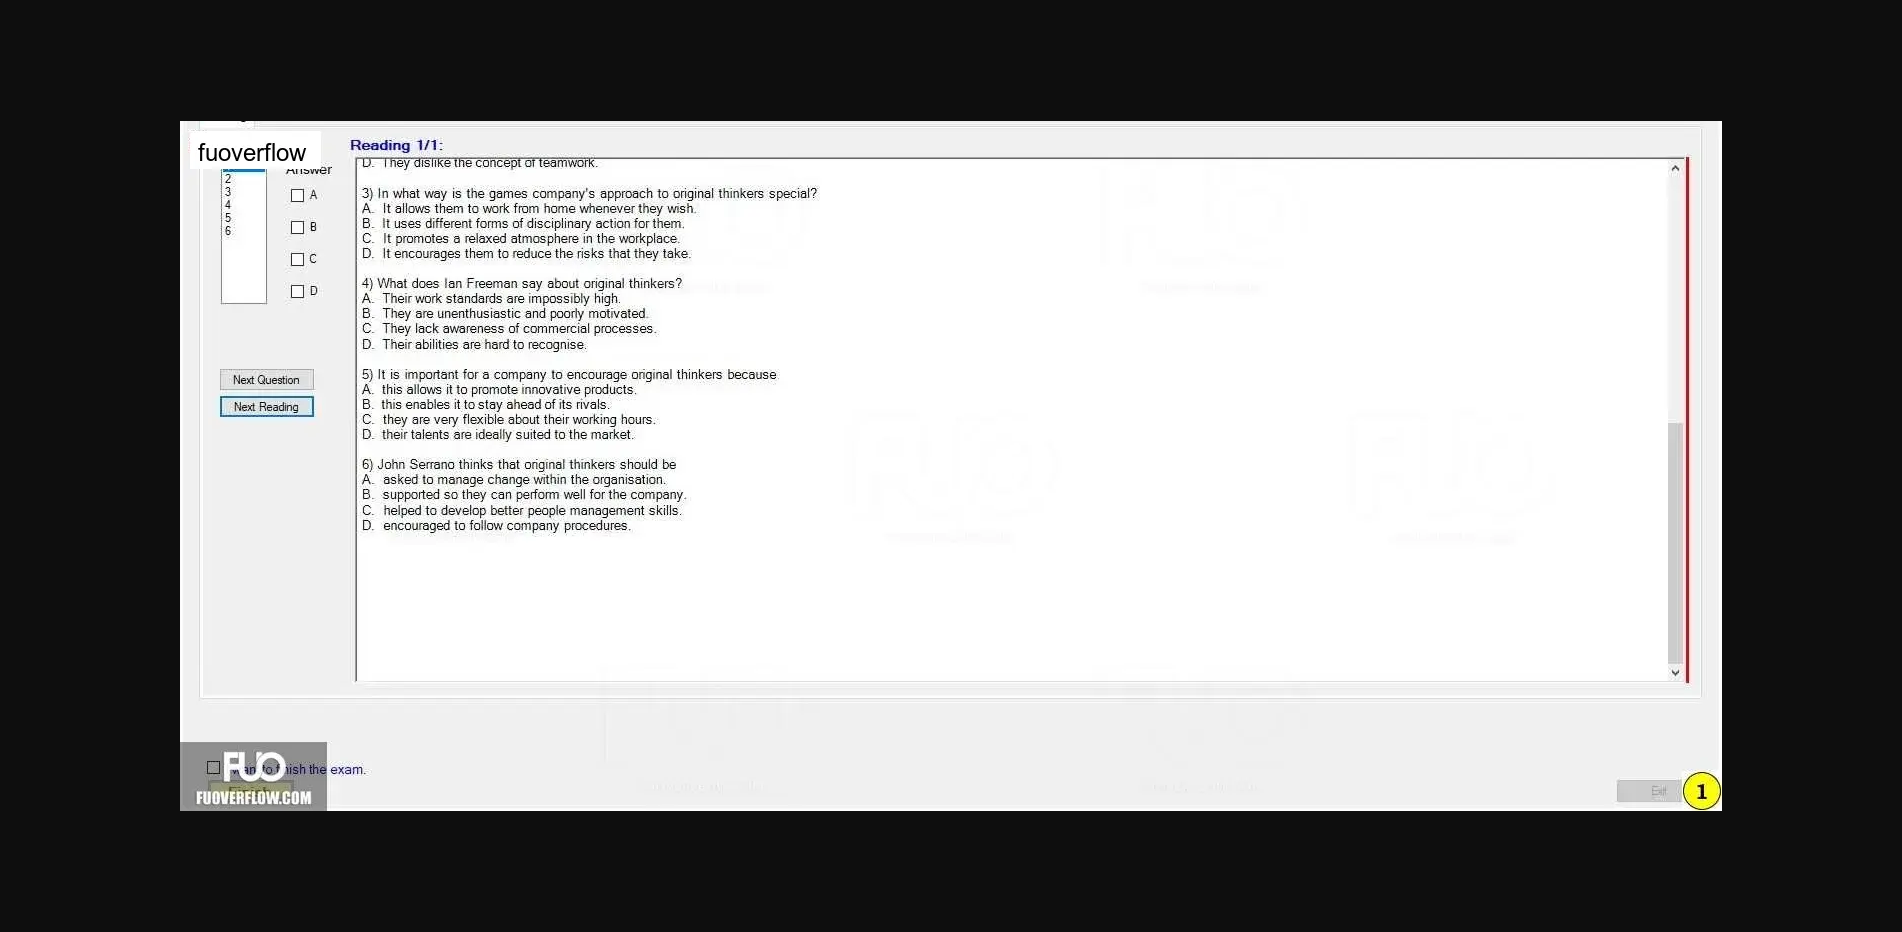 fuoverflow
Reading 1/1:
Answer
2
3
4
5
6
A
B
C
D
Next Question
Next Reading
D. They dislike the concept of teamwork.
3) In what way is the games company's approach to original thinkers special?
A. It allows them to work from home whenever they wish.
B. It uses different forms of disciplinary action for them.
C. It promotes a relaxed atmosphere in the workplace.
D. It encourages them to reduce the risks that they take.
4) What does Ian Freeman say about original thinkers?
A. Their work standards are impossibly high.
B. They are unenthusiastic and poorly motivated.
C. They lack awareness of commercial processes.
D. Their abilities are hard to recognise.
5) It is important for a company to encourage original thinkers because
A. this allows it to promote innovative products.
B. this enables it to stay ahead of its rivals.
C. they are very flexible about their working hours.
D. their talents are ideally suited to the market.
6) John Serrano thinks that original thinkers should be
A. asked to manage change within the organisation.
B. supported so they can perform well for the company.
C. helped to develop better people management skills.
D. encouraged to follow company procedures.
FUO
to finish the exam.
FUOVERFLOW.COM
Exit
1